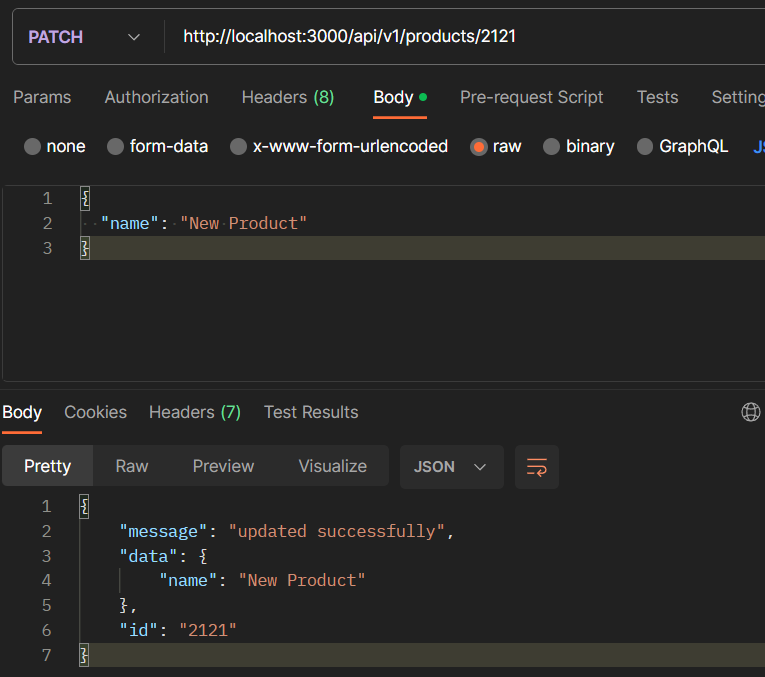 PATCH http://localhost:3000/api/v1/products/2121
Params Authorization Headers (8) Body Pre-request Script Tests Setting
none form-data x-www-form-urlencoded raw binary GraphQL JS
1 {
2 "name": "New Product"
3 }
Body Cookies Headers (7) Test Results
Pretty Raw Preview Visualize JSON
1 {
2 "message": "updated successfully",
3 "data": {
4 "name": "New Product"
5 },
6 "id": "2121"
7 }